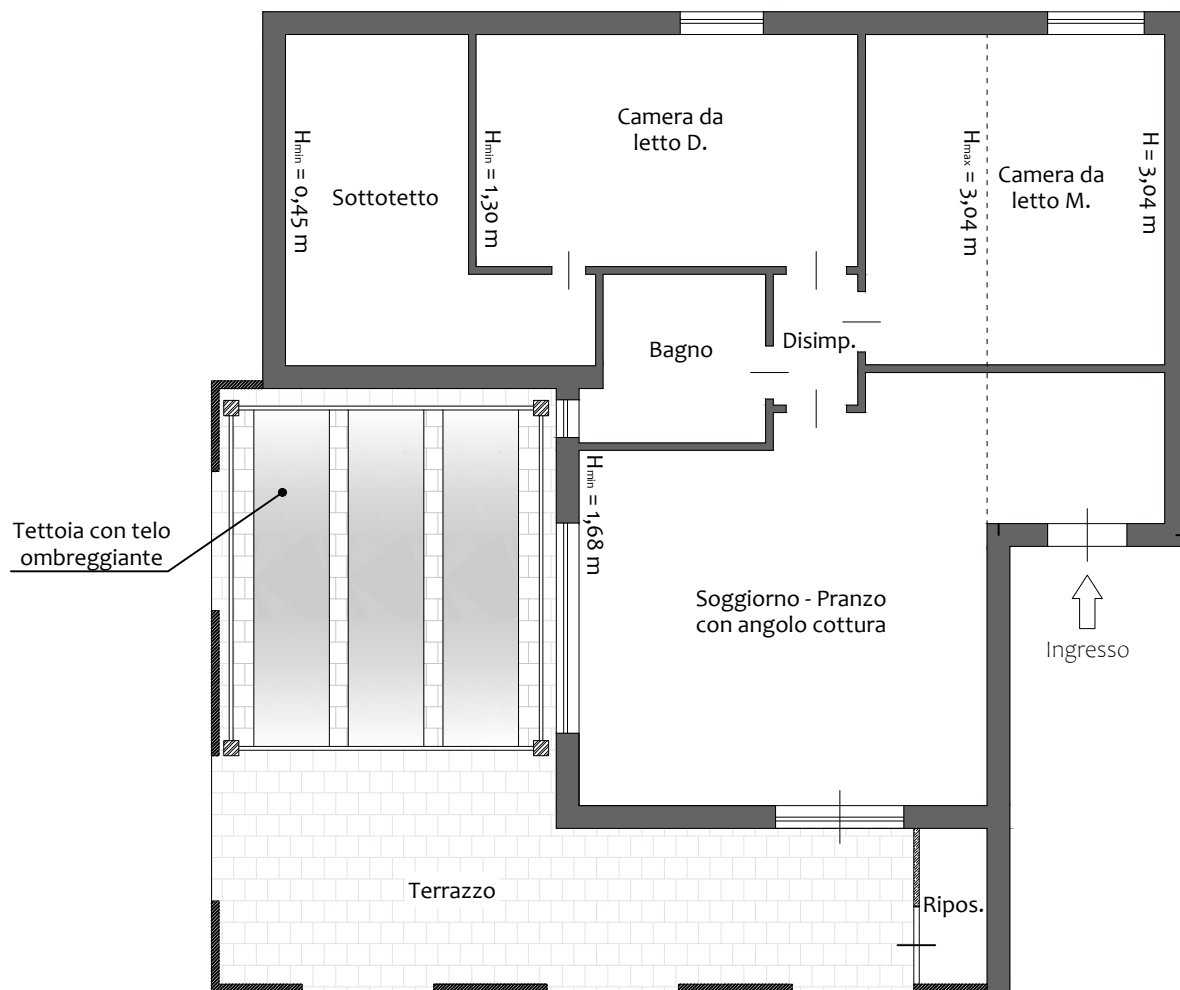 Camera da
letto D.
Hmin = 0,45 m
Sottotetto
Hmin = 1,30 m
Hmax = 3,04 m
Camera da
letto M.
H = 3,04 m
Bagno
Disimp.
Hmin = 1,68 m
Tettoia con telo
ombreggiante
Soggiorno - Pranzo
con angolo cottura
Ingresso
Terrazzo
Ripos.